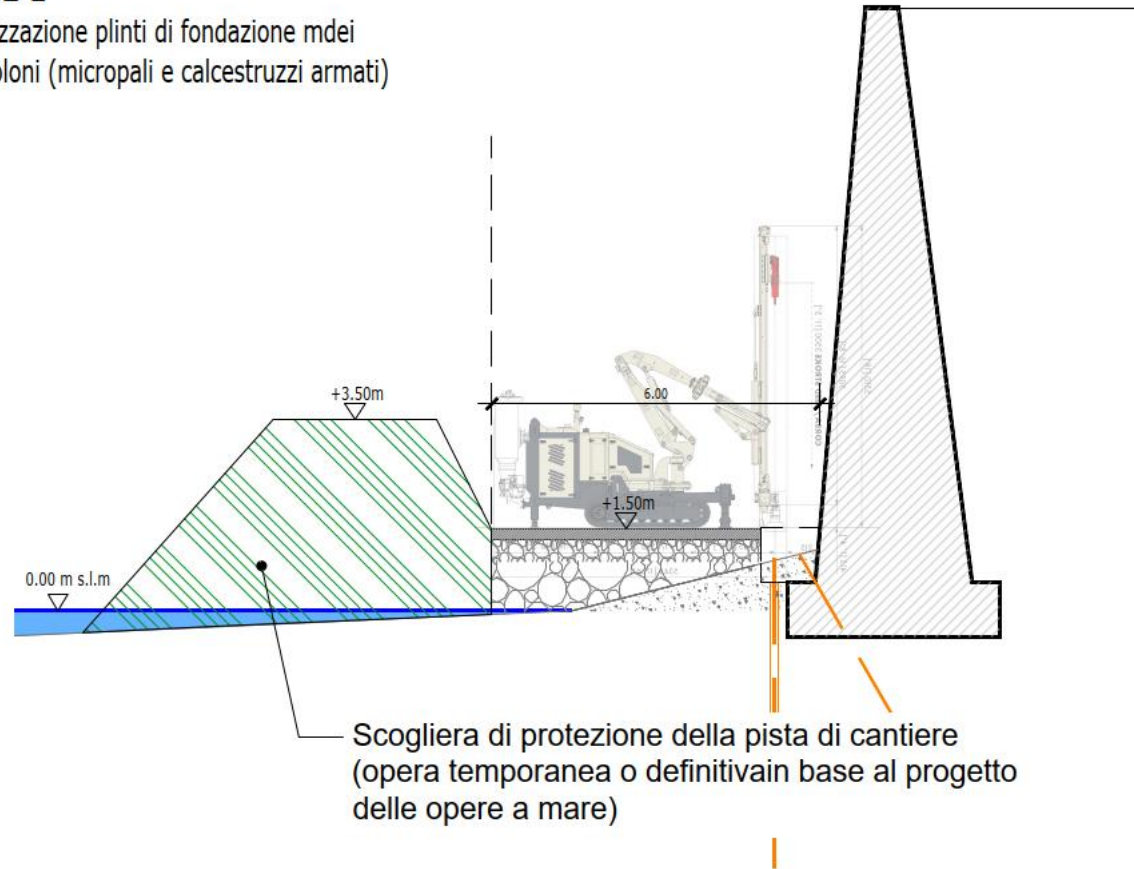 zzazione plinti di fondazione mdei
oloni (micropali e calcestruzzi armati)
6.00
+3.50m
+1.50m
0.00 m s.l.m
Scogliera di protezione della pista di cantiere
(opera temporanea o definitivain base al progetto
delle opere a mare)